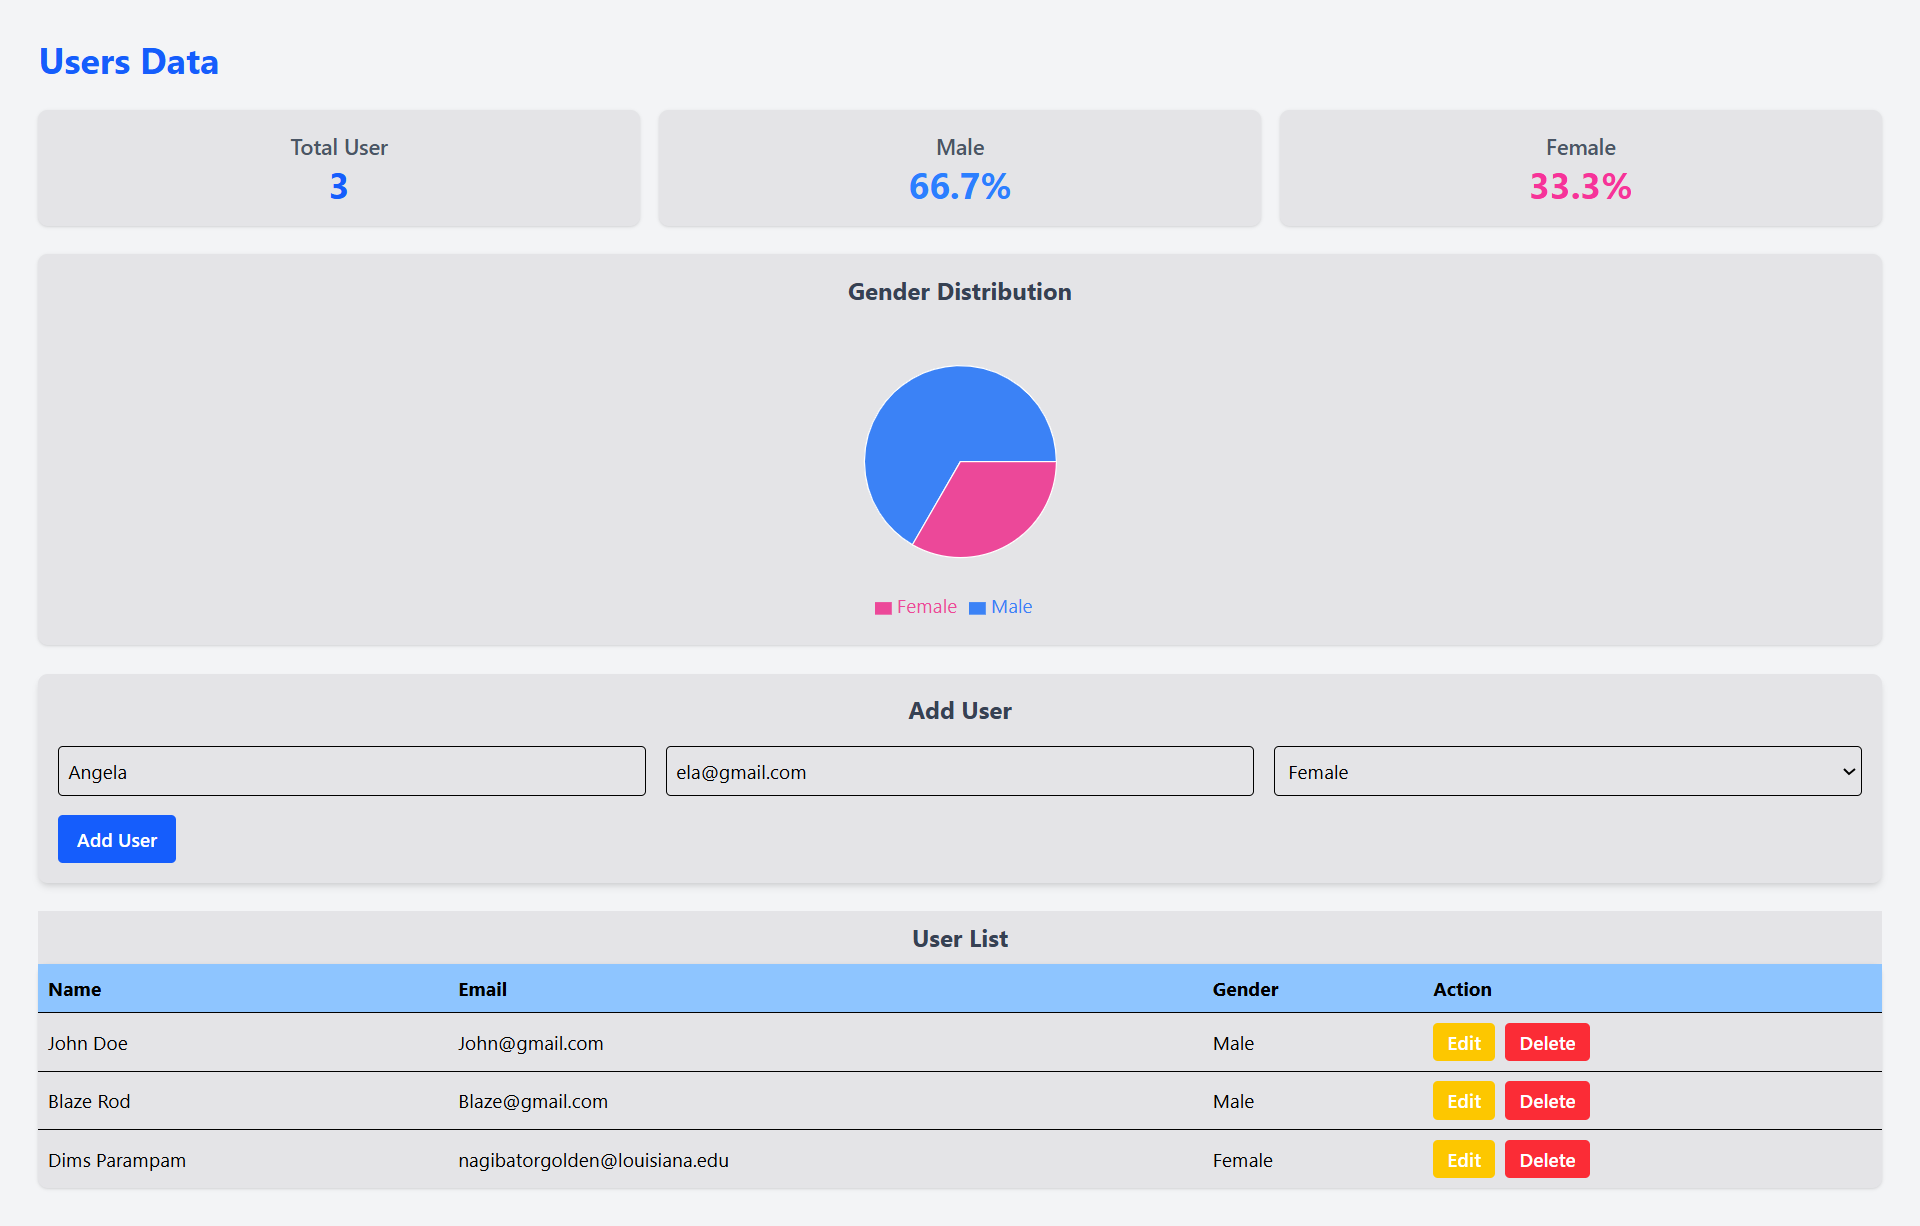 Users Data
Total User
3
Male
66.7%
Female
33.3%
Gender Distribution
Female Male
Add User
Angela ela@gmail.com Female
Add User
User List
Name Email Gender Action
John Doe John@gmail.com Male Edit Delete
Blaze Rod Blaze@gmail.com Male Edit Delete
Dims Parampam nagibatorgolden@louisiana.edu Female Edit Delete